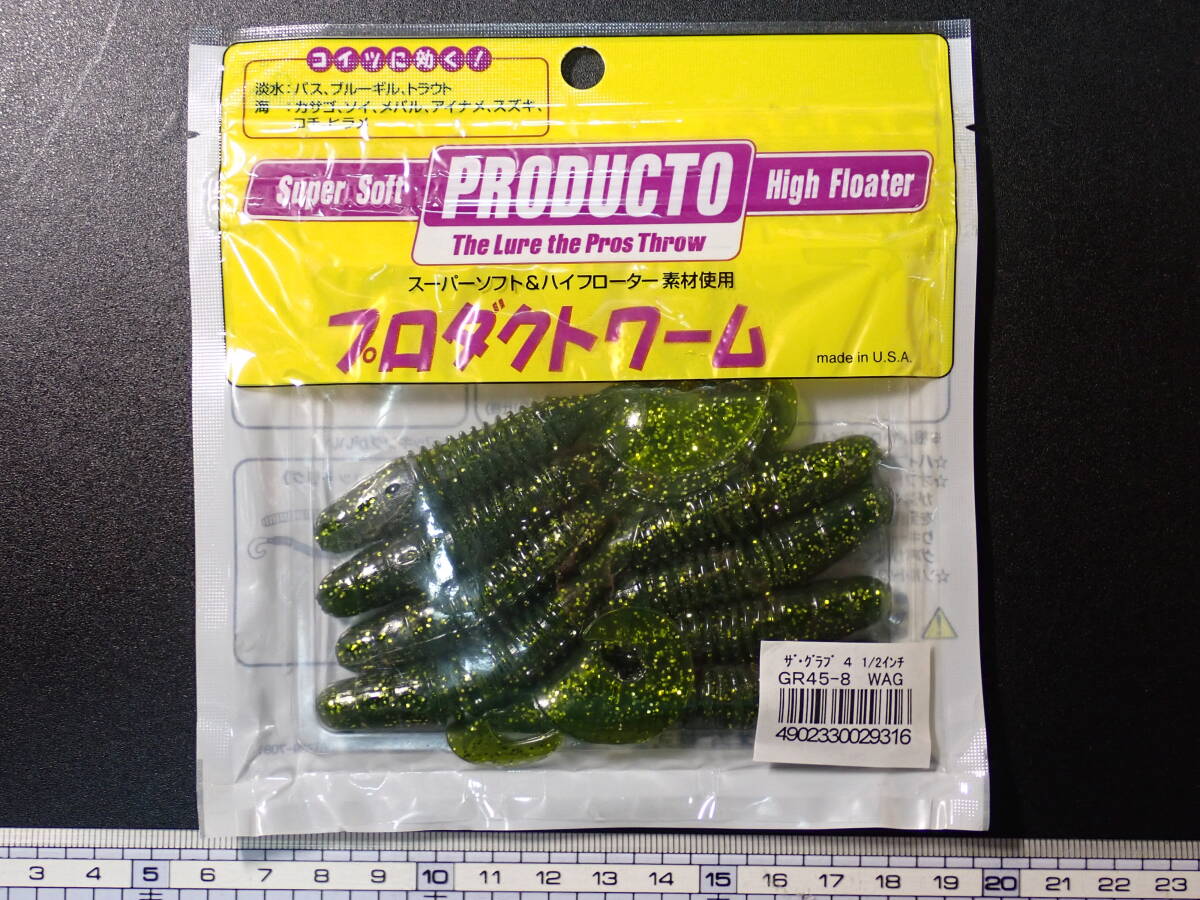 コイツに効く!
淡水:バス、ブルーギル、トラウト
海 :カサゴ、ソイ、メバル、アイナメ、スズキ、
コチ、ヒラメ
Super Soft
PRODUCTO
High Floater
The Lure the Pros Throw
スーパーソフト&ハイフローター 素材使用
プロダクトワーム
made in U.S.A.
ザ・グラブ 4 1/2インチ
GR45-8 WAG
4902330029316
3 4 5 6 7 8 9 10 11 12 13 14 15 16 17 18 19 20 21 22 23